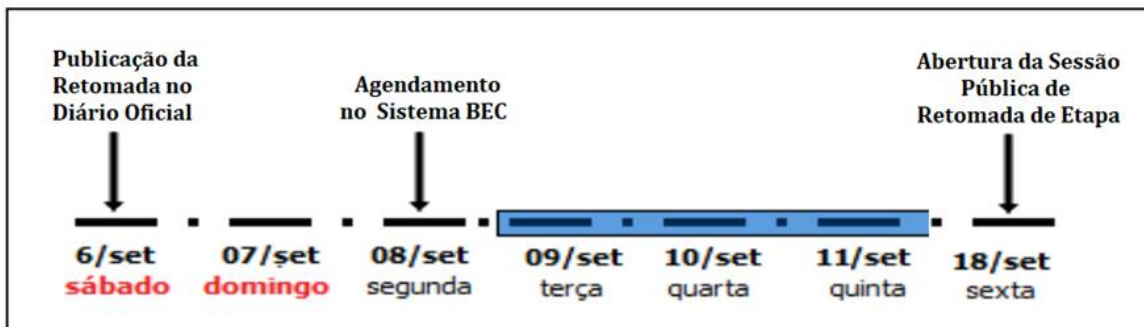 Publicação da
Retomada no
Diário Oficial
Agendamento
no Sistema BEC
Abertura da Sessão
Pública de
Retomada de Etapa
6/set
sábado
07/set
domingo
08/set
segunda
09/set
terça
10/set
quarta
11/set
quinta
18/set
sexta